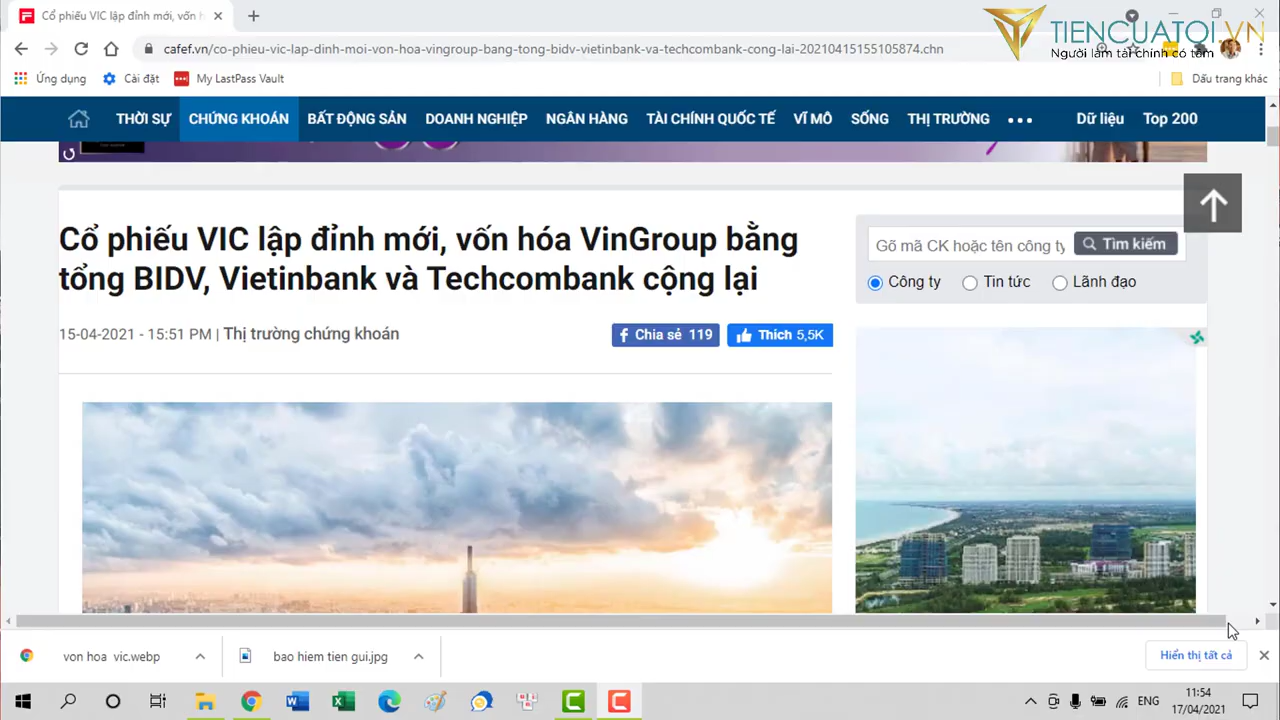 Cổ phiếu VIC lập đỉnh mới, vốn h
TIENCUATOI.VN
Người làm tài chính có tâm
cafef.vn/co-phieu-vic-lap-dinh-moi-von-hoa-vingroup-bang-tong-bidv-vietinbank-va-techcombank-cong-lai-20210415155105874.chn
Ứng dụng Cài đặt My LastPass Vault Dấu trang khác
THỜI SỰ CHỨNG KHOÁN BẤT ĐỘNG SẢN DOANH NGHIỆP NGÂN HÀNG TÀI CHÍNH QUỐC TẾ VĨ MÔ SỐNG THỊ TRƯỜNG ••• Dữ liệu Top 200
Cổ phiếu VIC lập đỉnh mới, vốn hóa VinGroup bằng
tổng BIDV, Vietinbank và Techcombank cộng lại
15-04-2021 - 15:51 PM | Thị trường chứng khoán
Chia sẻ 119 Thích 5,5K
Gõ mã CK hoặc tên công ty Tìm kiếm
Công ty Tin tức Lãnh đạo
von hoa vic.webp bao hiem tien gui.jpg Hiển thị tất cả
ENG 11:54
17/04/2021